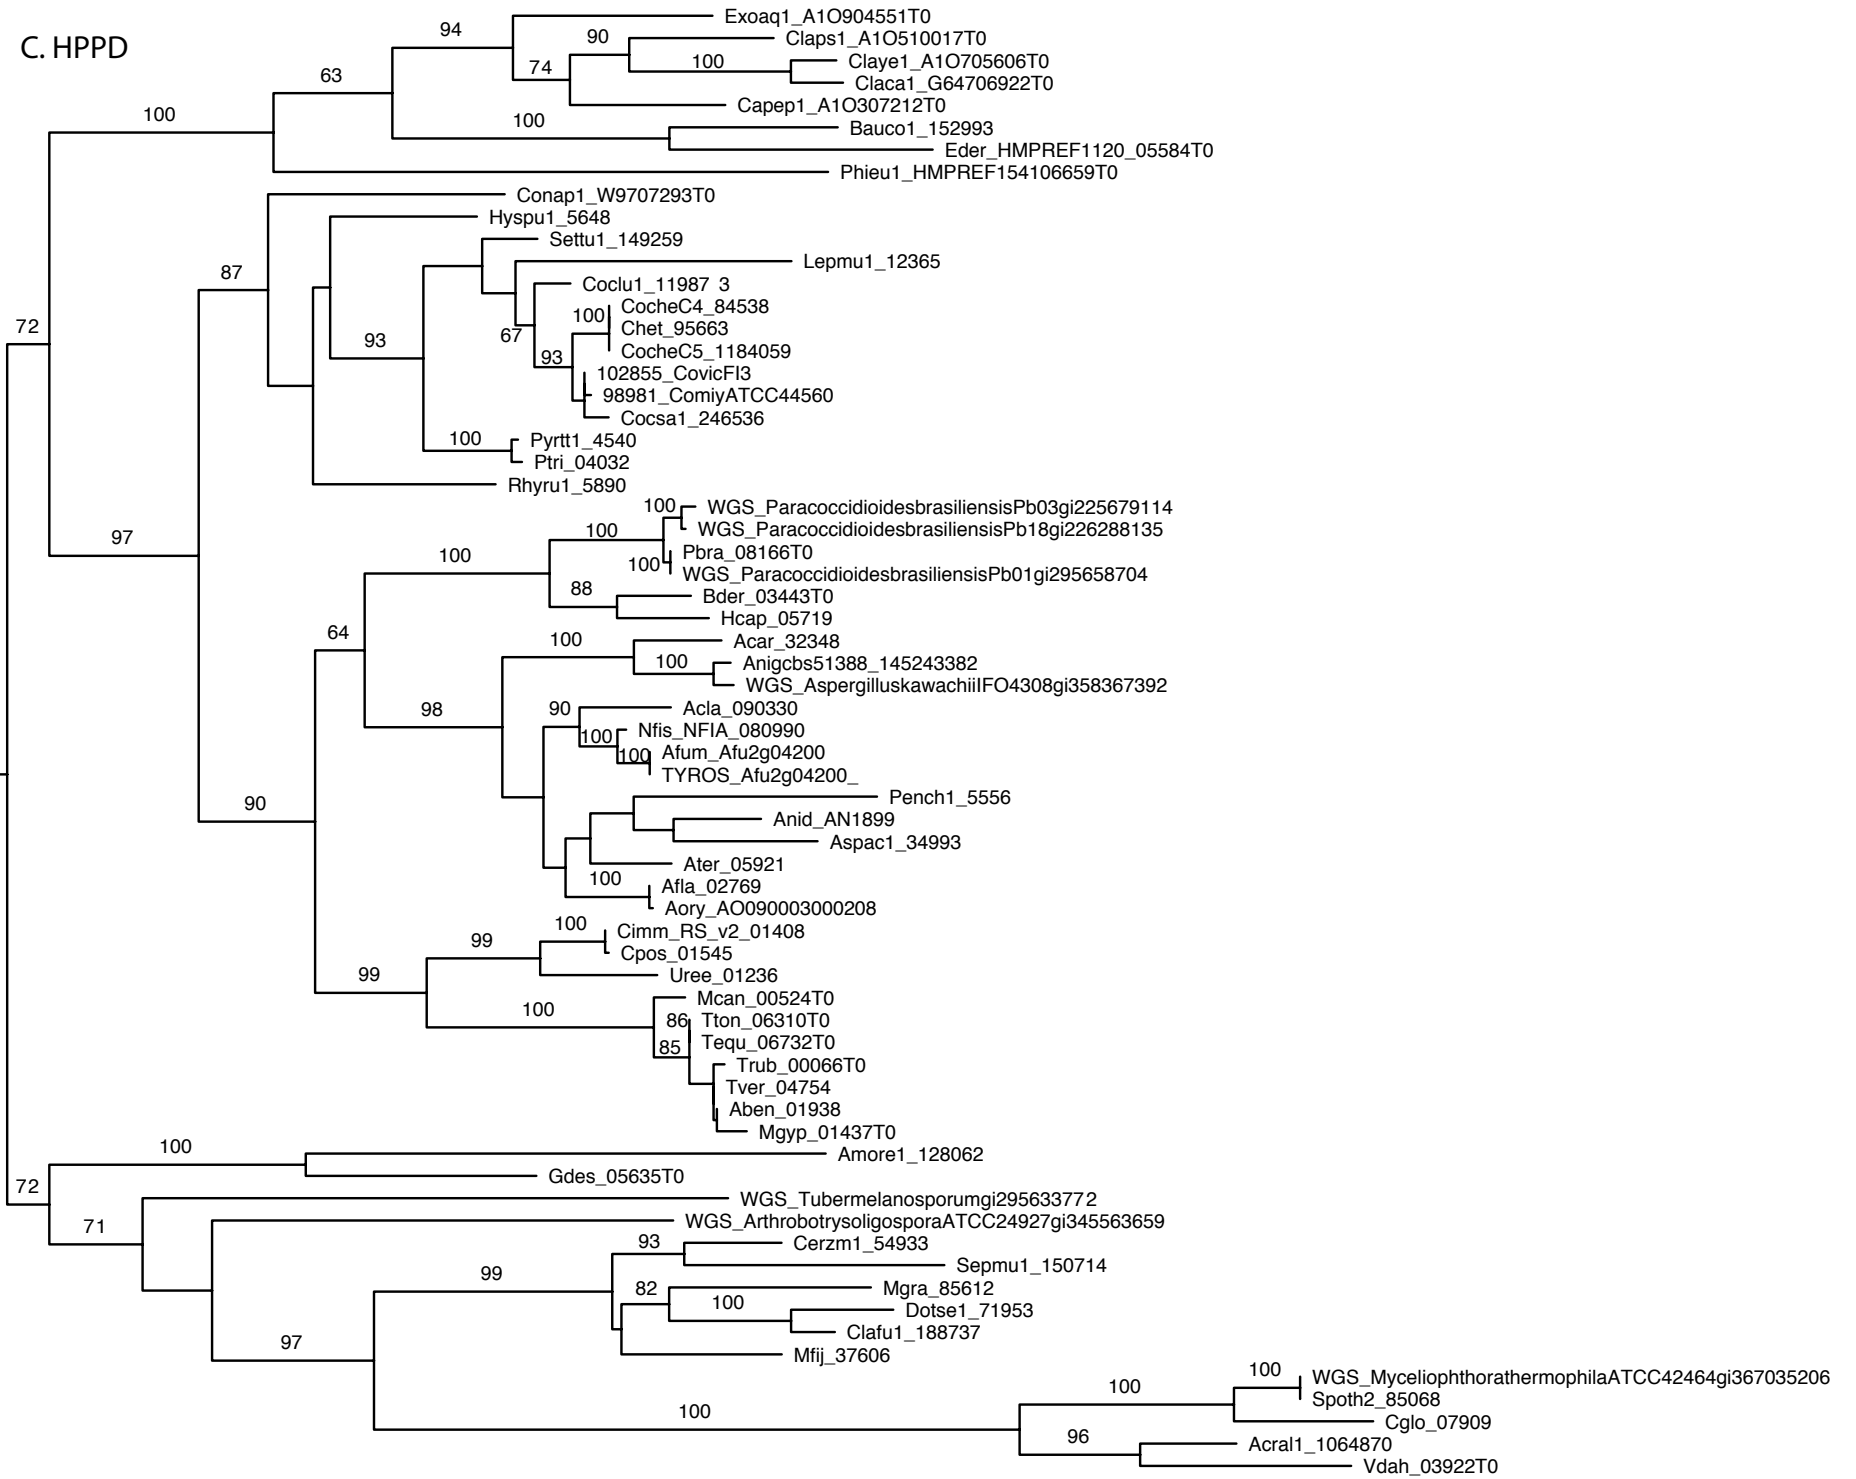 C. HPPD
Exoaq1_A1O904551T0
94
90
Claps1_A1O510017T0
100
Claye1_A1O705606T0
74
63
Claca1_G64706922T0
Capep1_A1O307212T0
100
100
Bauco1_152993
Eder_HMPREF1120_05584T0
Phieu1_HMPREF154106659T0
Conap1_W9707293T0
Hyspu1_5648
Settu1_149259
87
Lepmu1_12365
Coclu1_11987 3
CocheC4_84538
100
72
Chet_95663
67
93
CocheC5_1184059
93
102855_CovicFI3
98981_ComiyATCC44560
Cocsa1_246536
100
Pyrtt1_4540
Ptri_04032
Rhyru1_5890
100
WGS_ParacoccidioidesbrasiliensisPb03gi225679114
100
WGS_ParacoccidioidesbrasiliensisPb18gi226288135
97
100
Pbra_08166T0
100
WGS_ParacoccidioidesbrasiliensisPb01gi295658704
88
Bder_03443T0
Hcap_05719
64
100
Acar_32348
100
Anigcbs51388_145243382
WGS_AspergilluskawachiiIFO4308gi358367392
98
90
Acla_090330
100
Nfis_NFIA_080990
100
Afum_Afu2g04200
TYROS_Afu2g04200_
90
Pench1_5556
Anid_AN1899
Aspac1_34993
Ater_05921
100
Afla_02769
Aory_AO090003000208
100
Cimm_RS_v2_01408
99
Cpos_01545
99
Uree_01236
100
Mcan_00524T0
86
Tton_06310T0
85
Tequ_06732T0
Trub_00066T0
Tver_04754
Aben_01938
Mgyp_01437T0
100
Amore1_128062
72
Gdes_05635T0
WGS_Tubermelanosporumgi295633772
71
WGS_ArthrobotrysoligosporaATCC24927gi345563659
93
Cerzm1_54933
99
Sepmu1_150714
82
Mgra_85612
100
Dotse1_71953
97
Clafu1_188737
Mfij_37606
100
WGS_MyceliophthorathermophilaATCC42464gi367035206
100
Spoth2_85068
100
Cglo_07909
96
Acral1_1064870
Vdah_03922T0